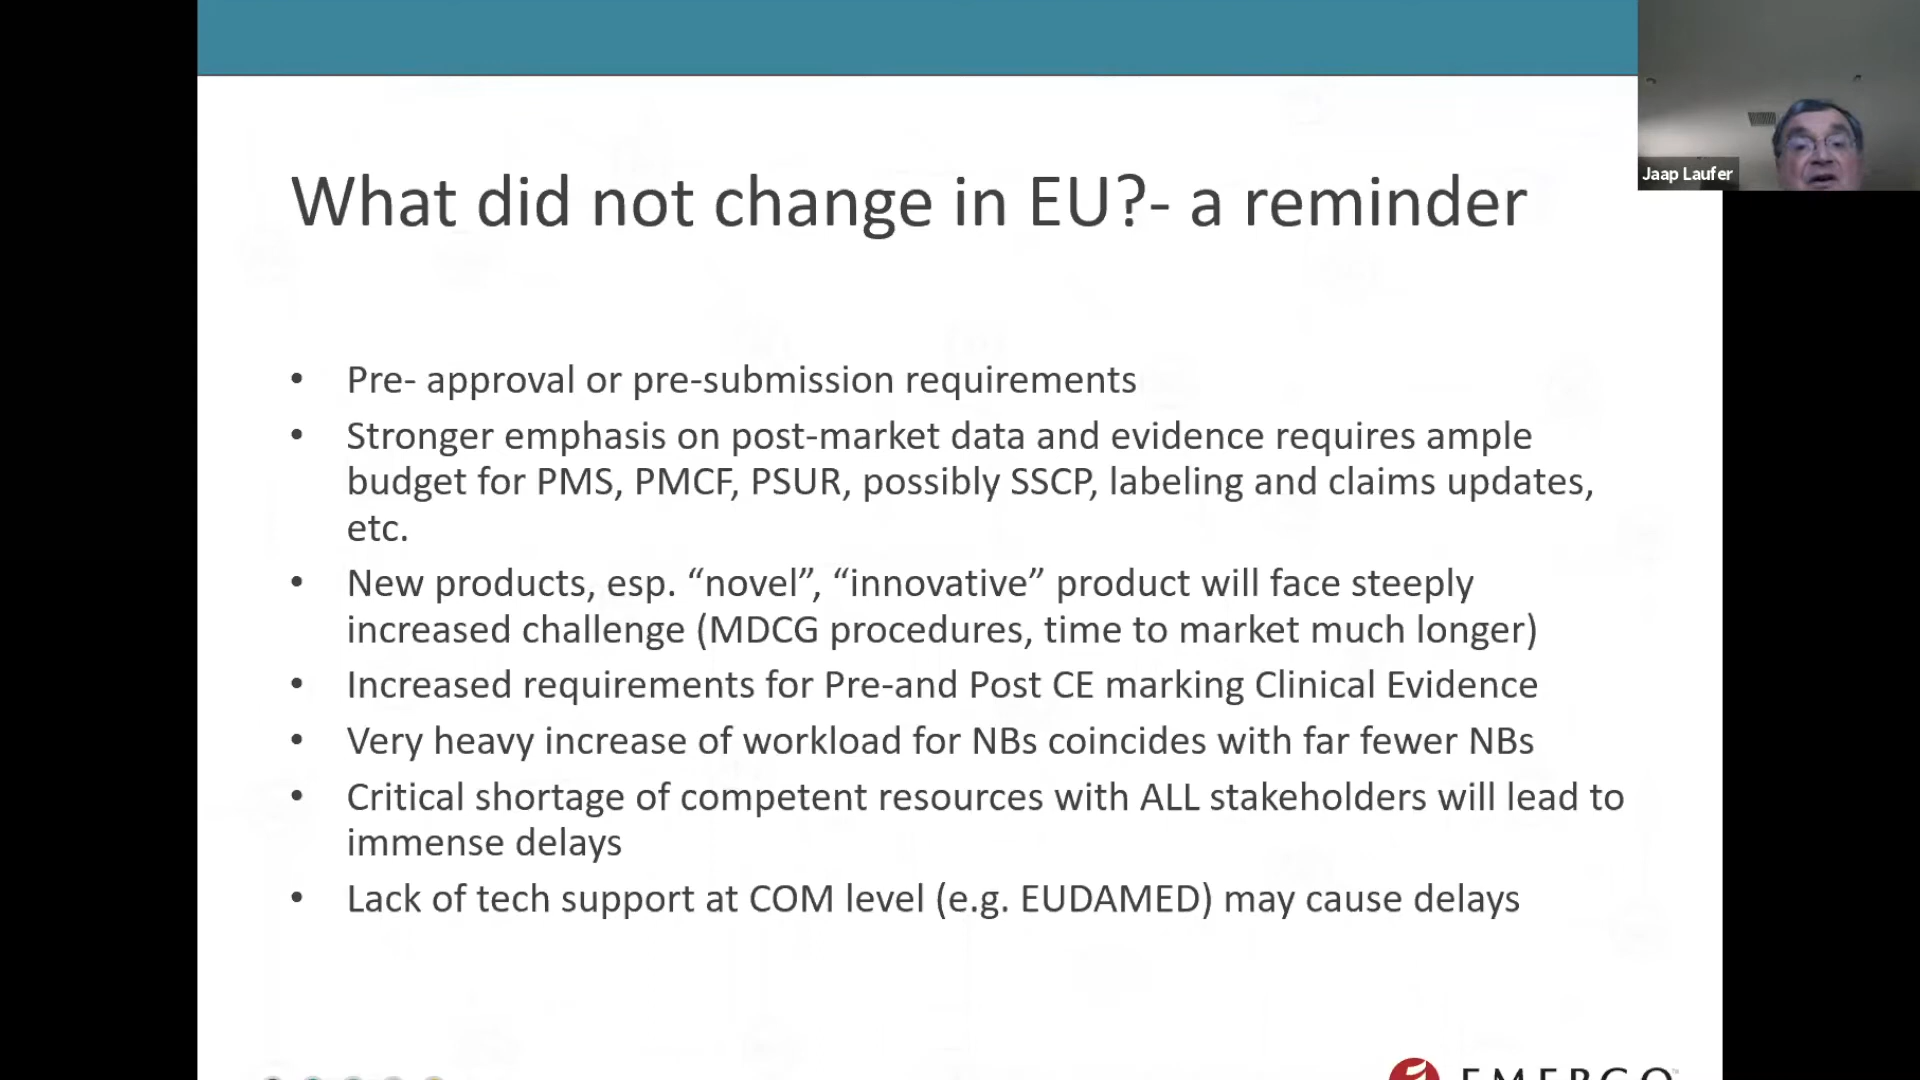 Jaap Laufer
What did not change in EU?- a reminder
• Pre- approval or pre-submission requirements
• Stronger emphasis on post-market data and evidence requires ample
budget for PMS, PMCF, PSUR, possibly SSCP, labeling and claims updates,
etc.
• New products, esp. “novel”, “innovative” product will face steeply
increased challenge (MDCG procedures, time to market much longer)
• Increased requirements for Pre-and Post CE marking Clinical Evidence
• Very heavy increase of workload for NBs coincides with far fewer NBs
• Critical shortage of competent resources with ALL stakeholders will lead to
immense delays
• Lack of tech support at COM level (e.g. EUDAMED) may cause delays
EMERGO